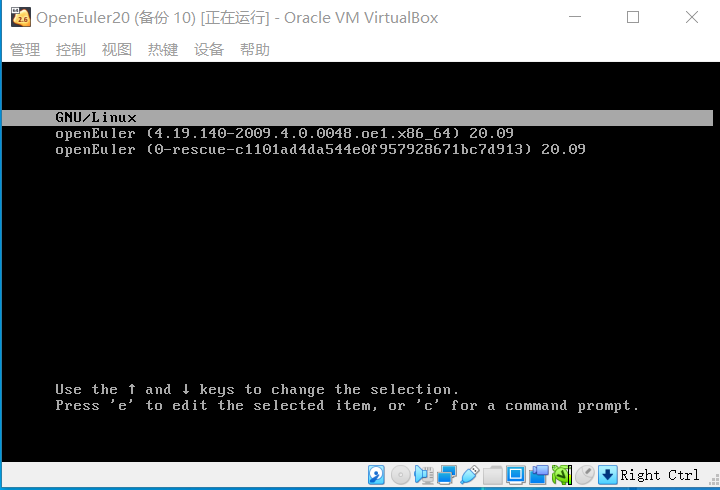 OpenEuler20 (备份 10) [正在运行] - Oracle VM VirtualBox
管理 控制 视图 热键 设备 帮助
GNU/Linux
openEuler (4.19.140-2009.4.0.0048.oe1.x86_64) 20.09
openEuler (0-rescue-c1101ad4da544e0f957928671bc7d913) 20.09
Use the ↑ and ↓ keys to change the selection.
Press 'e' to edit the selected item, or 'c' for a command prompt.
Right Ctrl